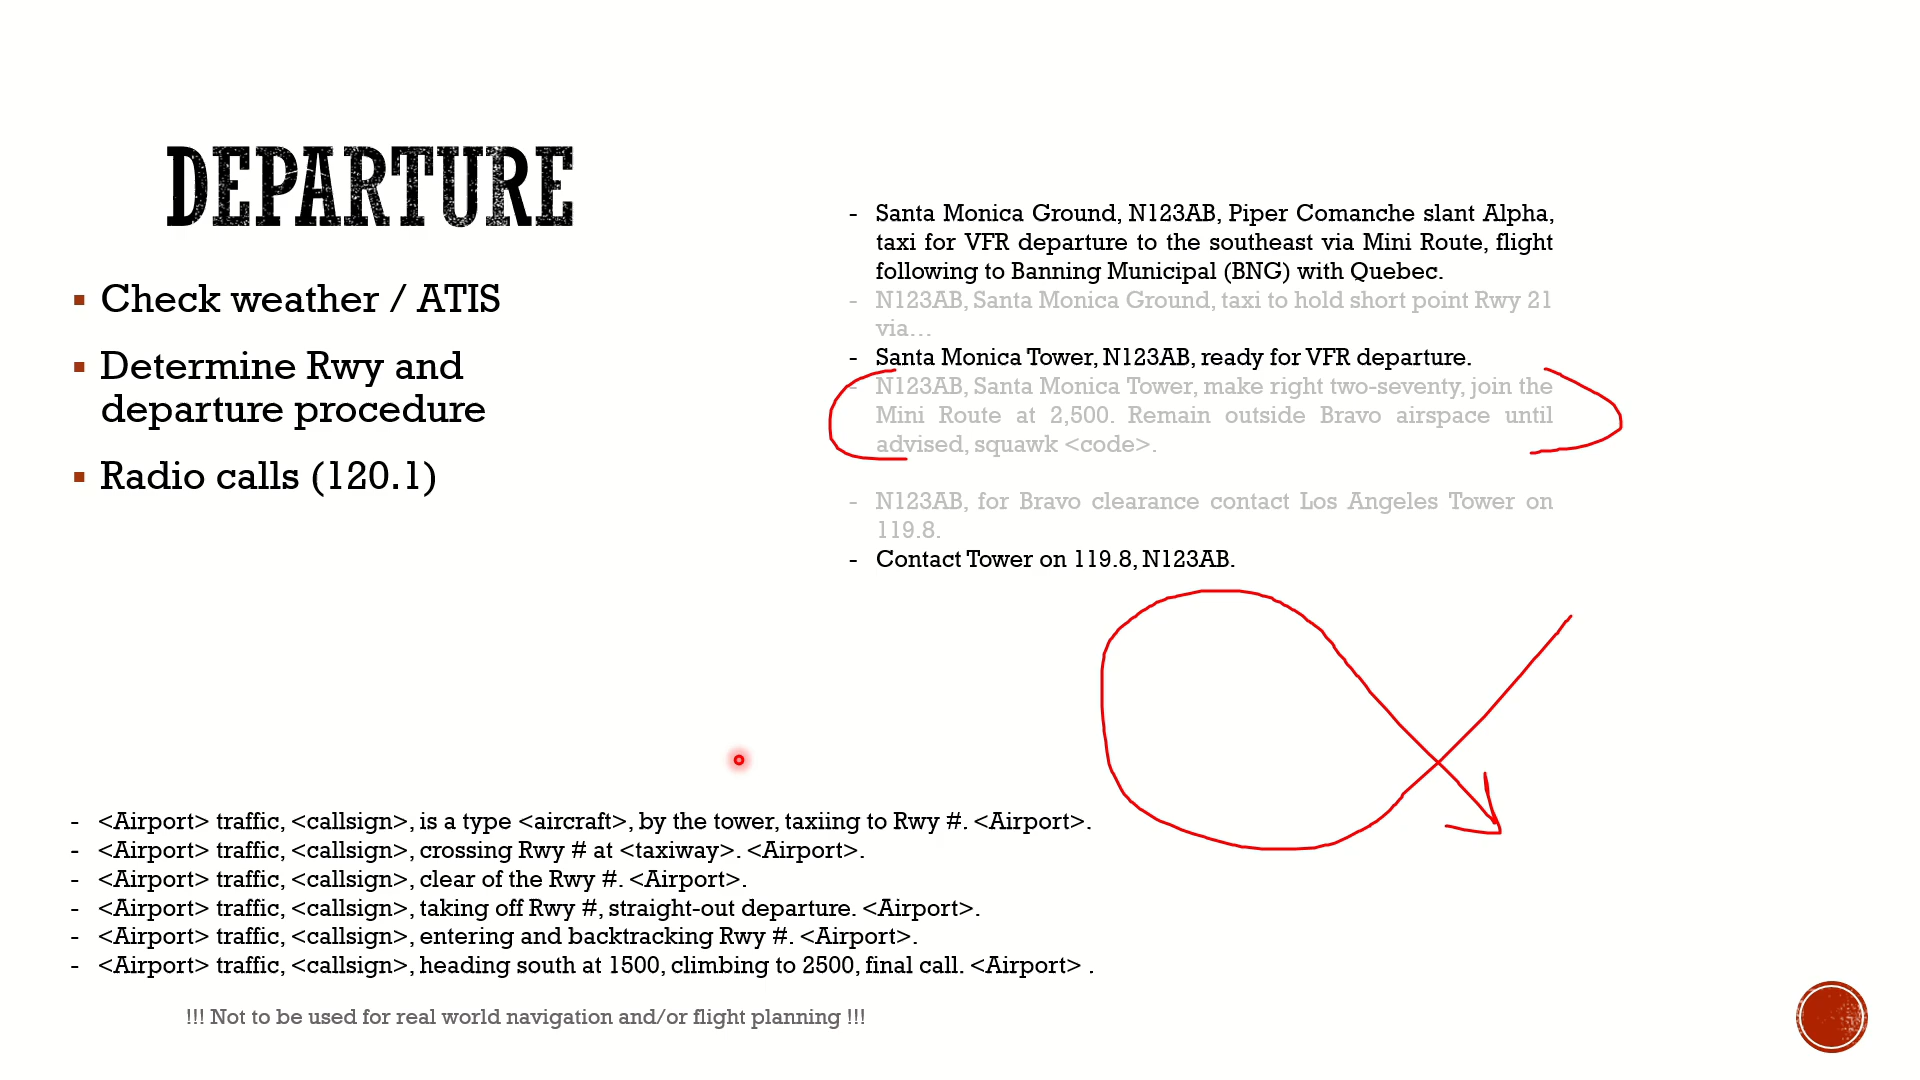 DEPARTURE
▪ Check weather / ATIS
▪ Determine Rwy and
departure procedure
▪ Radio calls (120.1)
- Santa Monica Ground, N123AB, Piper Comanche slant Alpha,
taxi for VFR departure to the southeast via Mini Route, flight
following to Banning Municipal (BNG) with Quebec.
- N123AB, Santa Monica Ground, taxi to hold short point Rwy 21
via…
- Santa Monica Tower, N123AB, ready for VFR departure.
- N123AB, Santa Monica Tower, make right two-seventy, join the
Mini Route at 2,500. Remain outside Bravo airspace until
advised, squawk <code>.
- N123AB, for Bravo clearance contact Los Angeles Tower on
119.8.
- Contact Tower on 119.8, N123AB.
- <Airport> traffic, <callsign>, is a type <aircraft>, by the tower, taxiing to Rwy #. <Airport>.
- <Airport> traffic, <callsign>, crossing Rwy # at <taxiway>. <Airport>.
- <Airport> traffic, <callsign>, clear of the Rwy #. <Airport>.
- <Airport> traffic, <callsign>, taking off Rwy #, straight-out departure. <Airport>.
- <Airport> traffic, <callsign>, entering and backtracking Rwy #. <Airport>.
- <Airport> traffic, <callsign>, heading south at 1500, climbing to 2500, final call. <Airport> .
!!! Not to be used for real world navigation and/or flight planning !!!